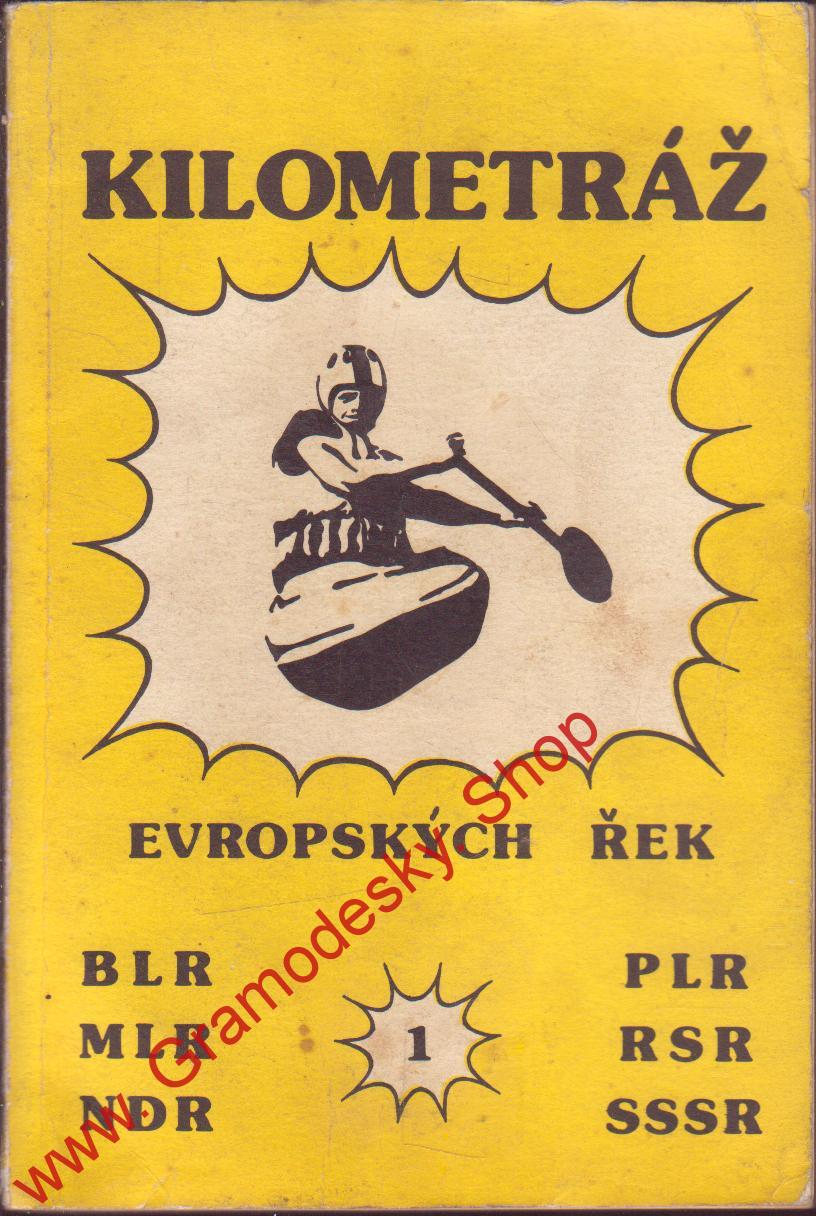 KILOMETRÁŽ
EVROPSKÝCH ŘEK
BLR
PLR
MLR
1
RSR
NDR
SSSR
www.Gramodesky.Shop